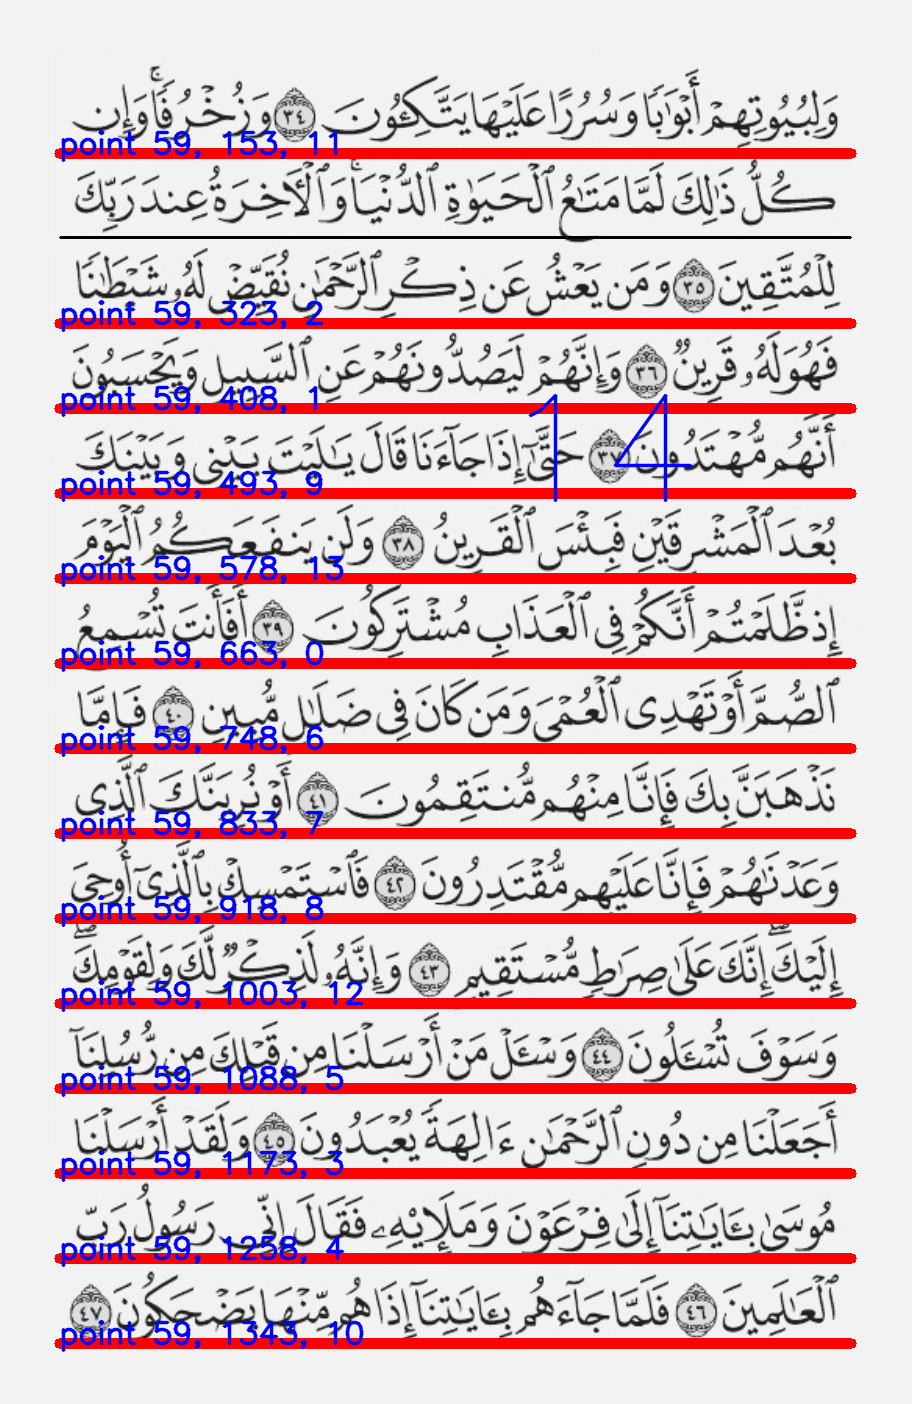 وَلِبُيُوتِهِمْ أَبْوَٰبًا وَسُرُرًا عَلَيْهَا يَتَّكِـُٔونَ ٣٤ وَزُخْرُفًا ۚ وَإِن
point 59, 153, 11
كُلُّ ذَٰلِكَ لَمَّا مَتَٰعُ ٱلْحَيَوٰةِ ٱلدُّنْيَا ۚ وَٱلْـَٔاخِرَةُ عِندَ رَبِّكَ
لِلْمُتَّقِينَ ٣٥ وَمَن يَعْشُ عَن ذِكْرِ ٱلرَّحْمَٰنِ نُقَيِّضْ لَهُۥ شَيْطَٰنًا
point 59, 323, 2
فَهُوَ لَهُۥ قَرِينٌ ٣٦ وَإِنَّهُمْ لَيَصُدُّونَهُمْ عَنِ ٱلسَّبِيلِ وَيَحْسَبُونَ
point 59, 408, 1
14
أَنَّهُم مُّهْتَدُونَ ٣٧ حَتَّىٰٓ إِذَا جَآءَنَا قَالَ يَٰلَيْتَ بَيْنِى وَبَيْنَكَ
point 59, 493, 9
بُعْدَ ٱلْمَشْرِقَيْنِ فَبِئْسَ ٱلْقَرِينُ ٣٨ وَلَن يَنفَعَكُمُ ٱلْيَوْمَ
point 59, 578, 13
إِذ ظَّلَمْتُمْ أَنَّكُمْ فِى ٱلْعَذَابِ مُشْتَرِكُونَ ٣٩ أَفَأَنتَ تُسْمِعُ
point 59, 663, 0
ٱلصُّمَّ أَوْ تَهْدِى ٱلْعُمْىَ وَمَن كَانَ فِى ضَلَٰلٍ مُّبِينٍ ٤٠ فَإِمَّا
point 59, 748, 6
نَذْهَبَنَّ بِكَ فَإِنَّا مِنْهُم مُّنتَقِمُونَ ٤١ أَوْ نُرِيَنَّكَ ٱلَّذِى
point 59, 833, 7
وَعَدْنَٰهُمْ فَإِنَّا عَلَيْهِم مُّقْتَدِرُونَ ٤٢ فَٱسْتَمْسِكْ بِٱلَّذِىٓ أُوحِىَ
point 59, 918, 8
إِلَيْكَ ۖ إِنَّكَ عَلَىٰ صِرَٰطٍ مُّسْتَقِيمٍ ٤٣ وَإِنَّهُۥ لَذِكْرٌ لَّكَ وَلِقَوْمِكَ ۖ
point 59, 1003, 12
وَسَوْفَ تُسْـَٔلُونَ ٤٤ وَسْـَٔلْ مَنْ أَرْسَلْنَا مِن قَبْلِكَ مِن رُّسُلِنَآ
point 59, 1088, 5
أَجَعَلْنَا مِن دُونِ ٱلرَّحْمَٰنِ ءَالِهَةً يُعْبَدُونَ ٤٥ وَلَقَدْ أَرْسَلْنَا
point 59, 1173, 3
مُوسَىٰ بِـَٔايَٰتِنَآ إِلَىٰ فِرْعَوْنَ وَمَلَإِي۟هِۦ فَقَالَ إِنِّى رَسُولُ رَبِّ
point 59, 1258, 4
ٱلْعَٰلَمِينَ ٤٦ فَلَمَّا جَآءَهُم بِـَٔايَٰتِنَآ إِذَا هُم مِّنْهَا يَضْحَكُونَ ٤٧
point 59, 1343, 10